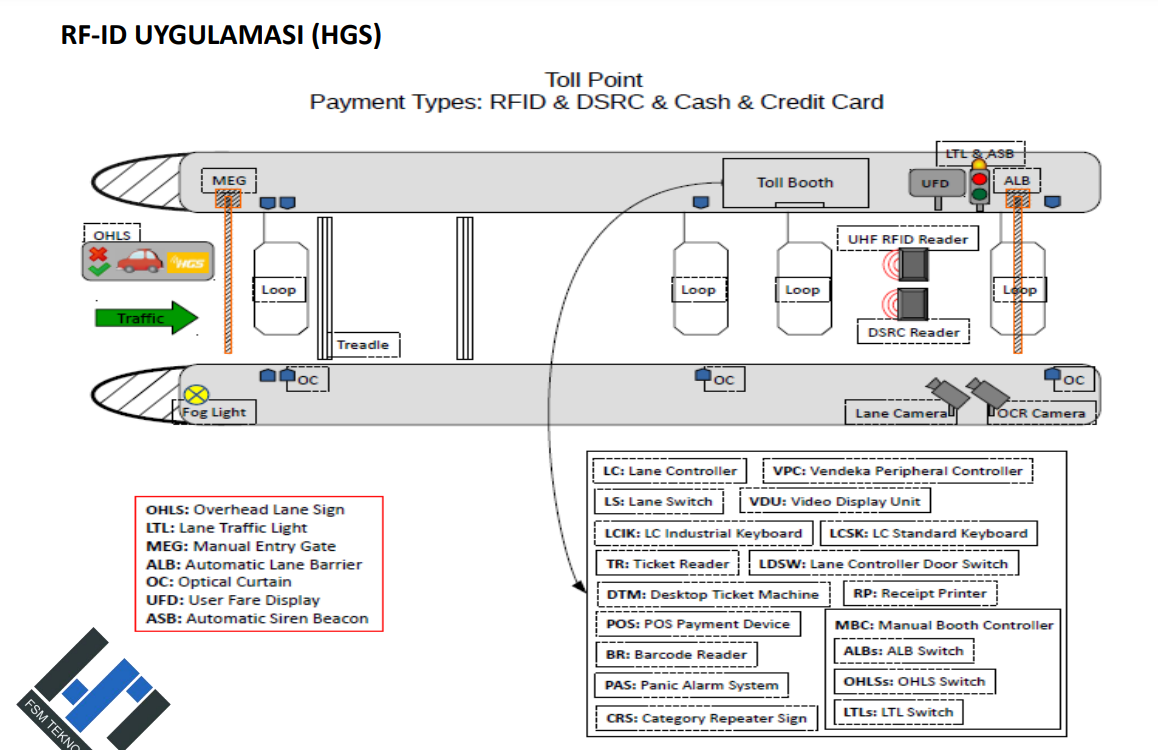 RF-ID UYGULAMASI (HGS)
Toll Point
Payment Types: RFID & DSRC & Cash & Credit Card
LTL & ASB
MEG
Toll Booth
UFD
ALB
OHLS
HGS
UHF RFID Reader
Loop
Loop
Loop
Loop
Traffic
DSRC Reader
Treadle
OC
OC
OC
Fog Light
Lane Camera
OCR Camera
OHLS: Overhead Lane Sign
LTL: Lane Traffic Light
MEG: Manual Entry Gate
ALB: Automatic Lane Barrier
OC: Optical Curtain
UFD: User Fare Display
ASB: Automatic Siren Beacon
LC: Lane Controller
VPC: Vendeka Peripheral Controller
LS: Lane Switch
VDU: Video Display Unit
LCIK: LC Industrial Keyboard
LCSK: LC Standard Keyboard
TR: Ticket Reader
LDSW: Lane Controller Door Switch
DTM: Desktop Ticket Machine
RP: Receipt Printer
POS: POS Payment Device
MBC: Manual Booth Controller
BR: Barcode Reader
ALBs: ALB Switch
PAS: Panic Alarm System
OHLSs: OHLS Switch
CRS: Category Repeater Sign
LTLs: LTL Switch
FSM TEKNO